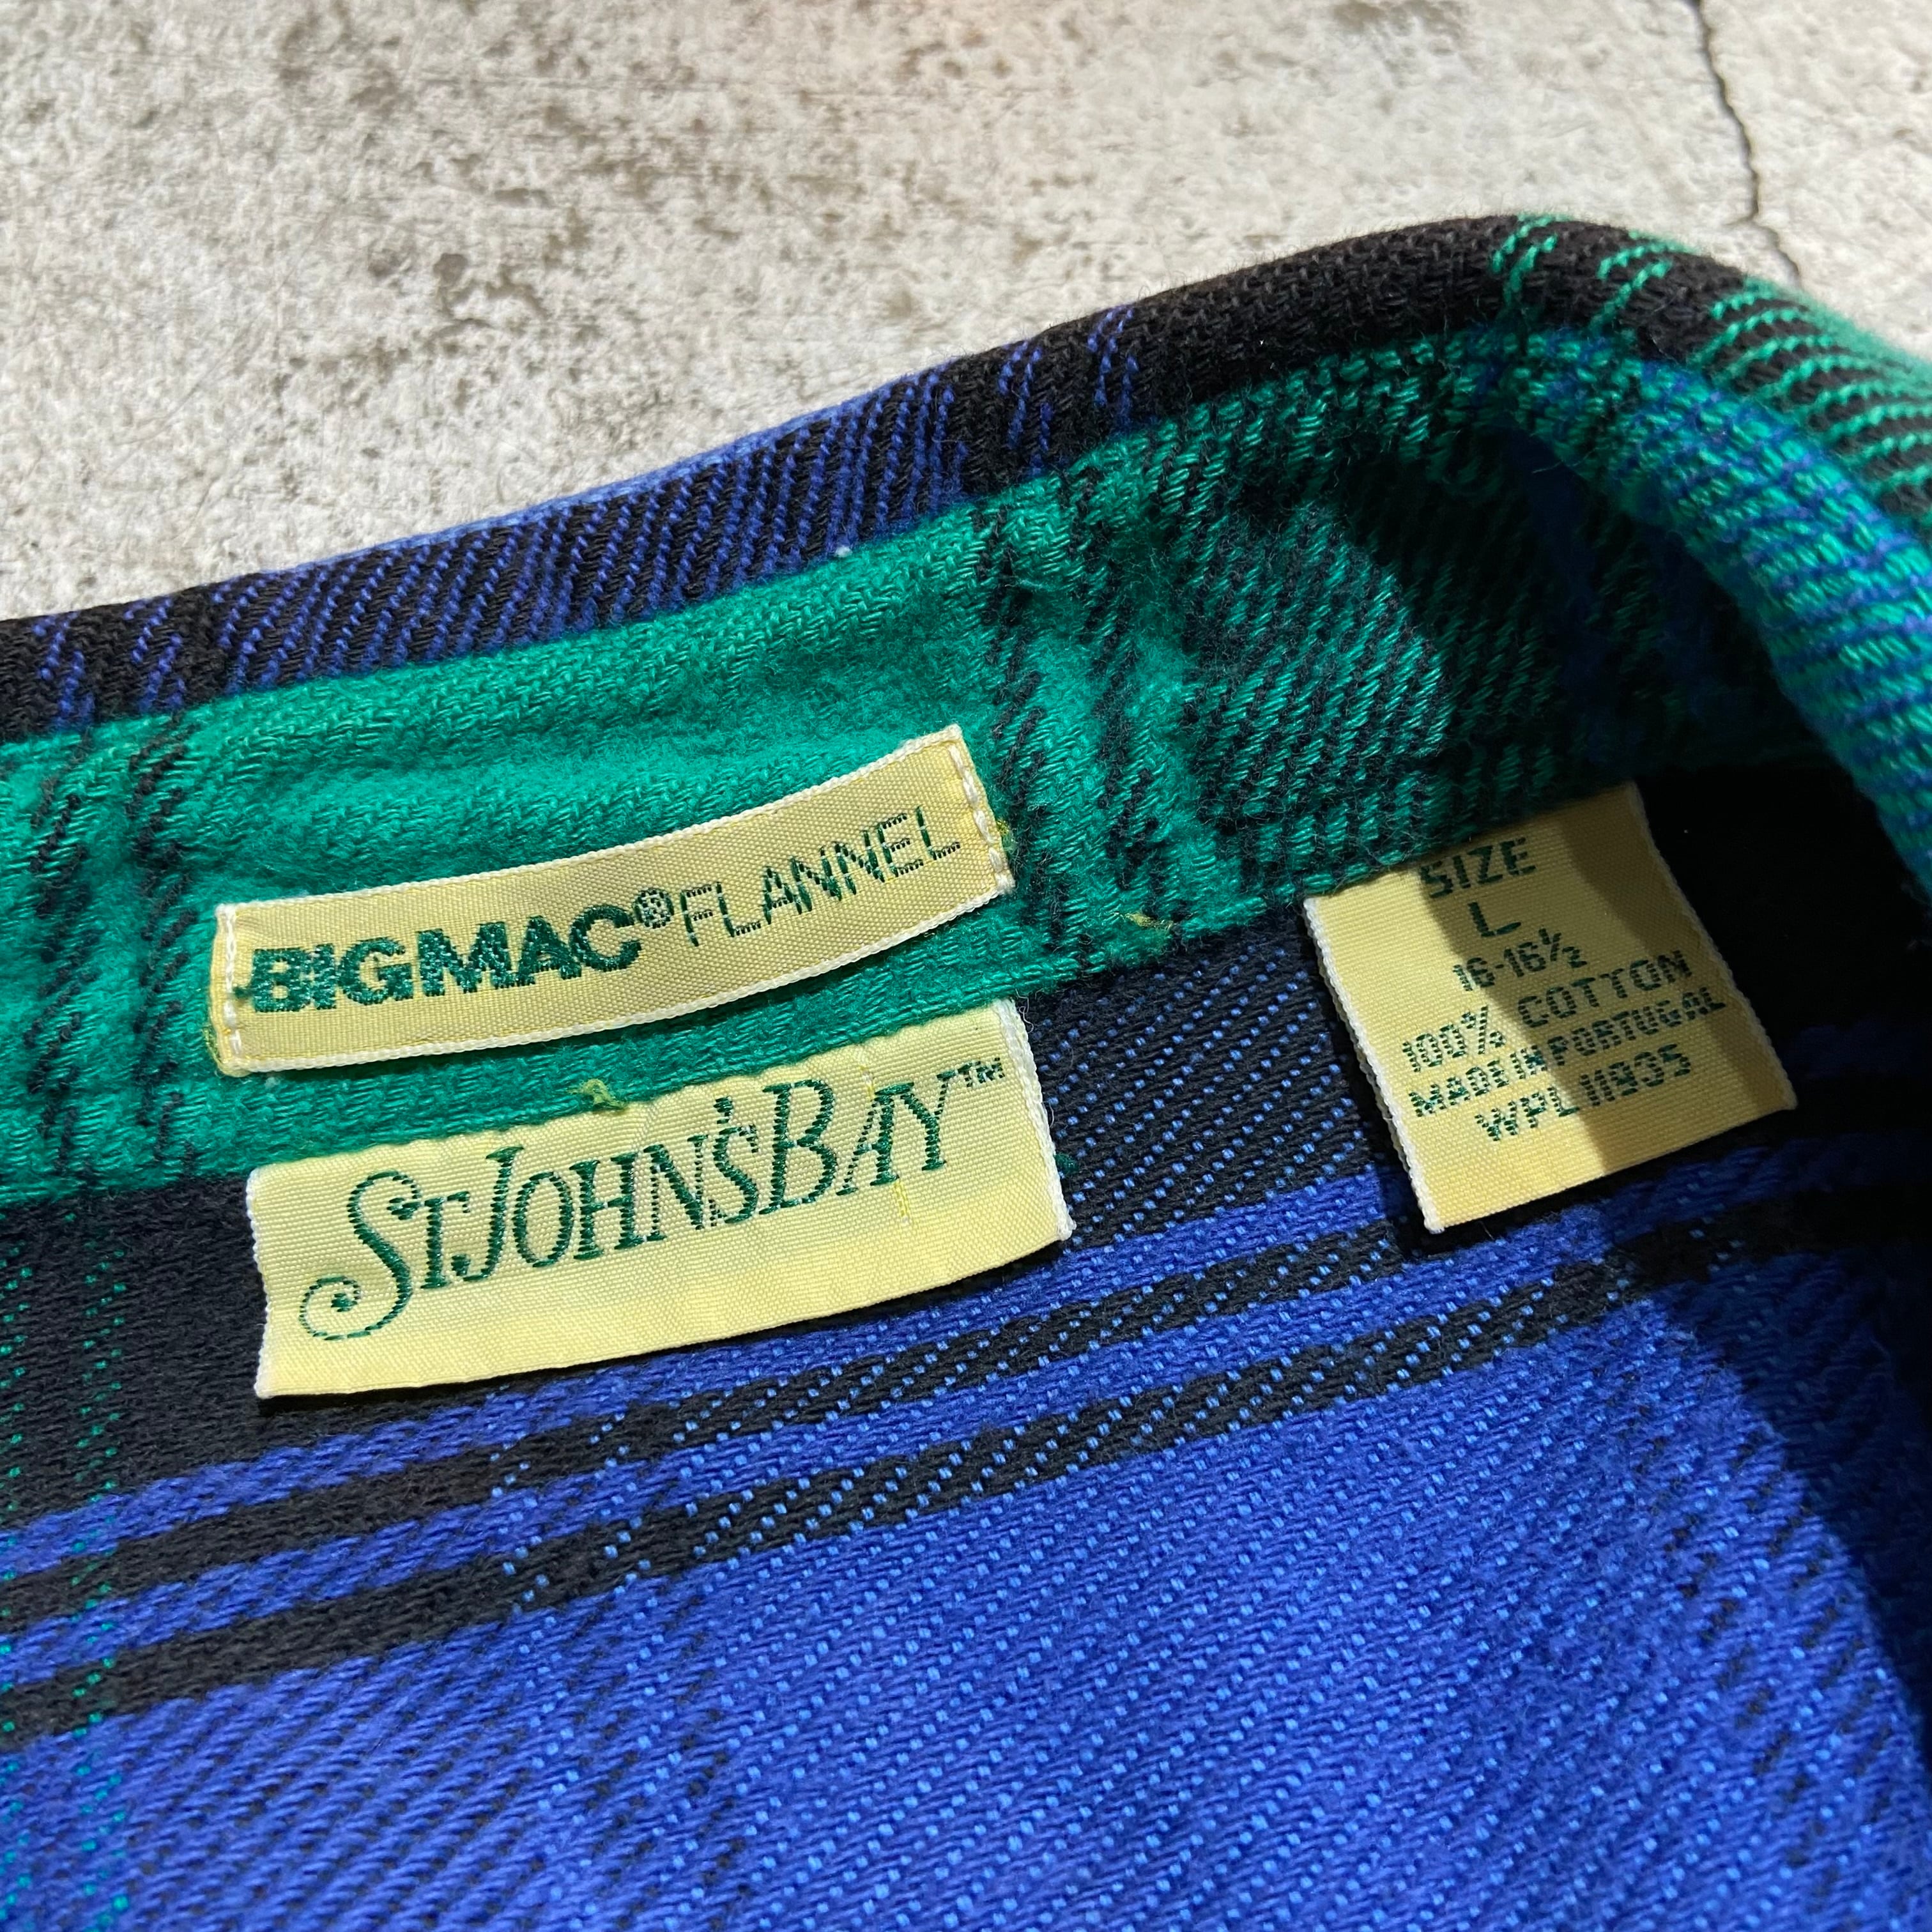 BIGMAC® FLANNEL
ST. JOHN'S BAY™
SIZE
L
16-16½
100% COTTON
MADE IN PORTUGAL
WPL 11935